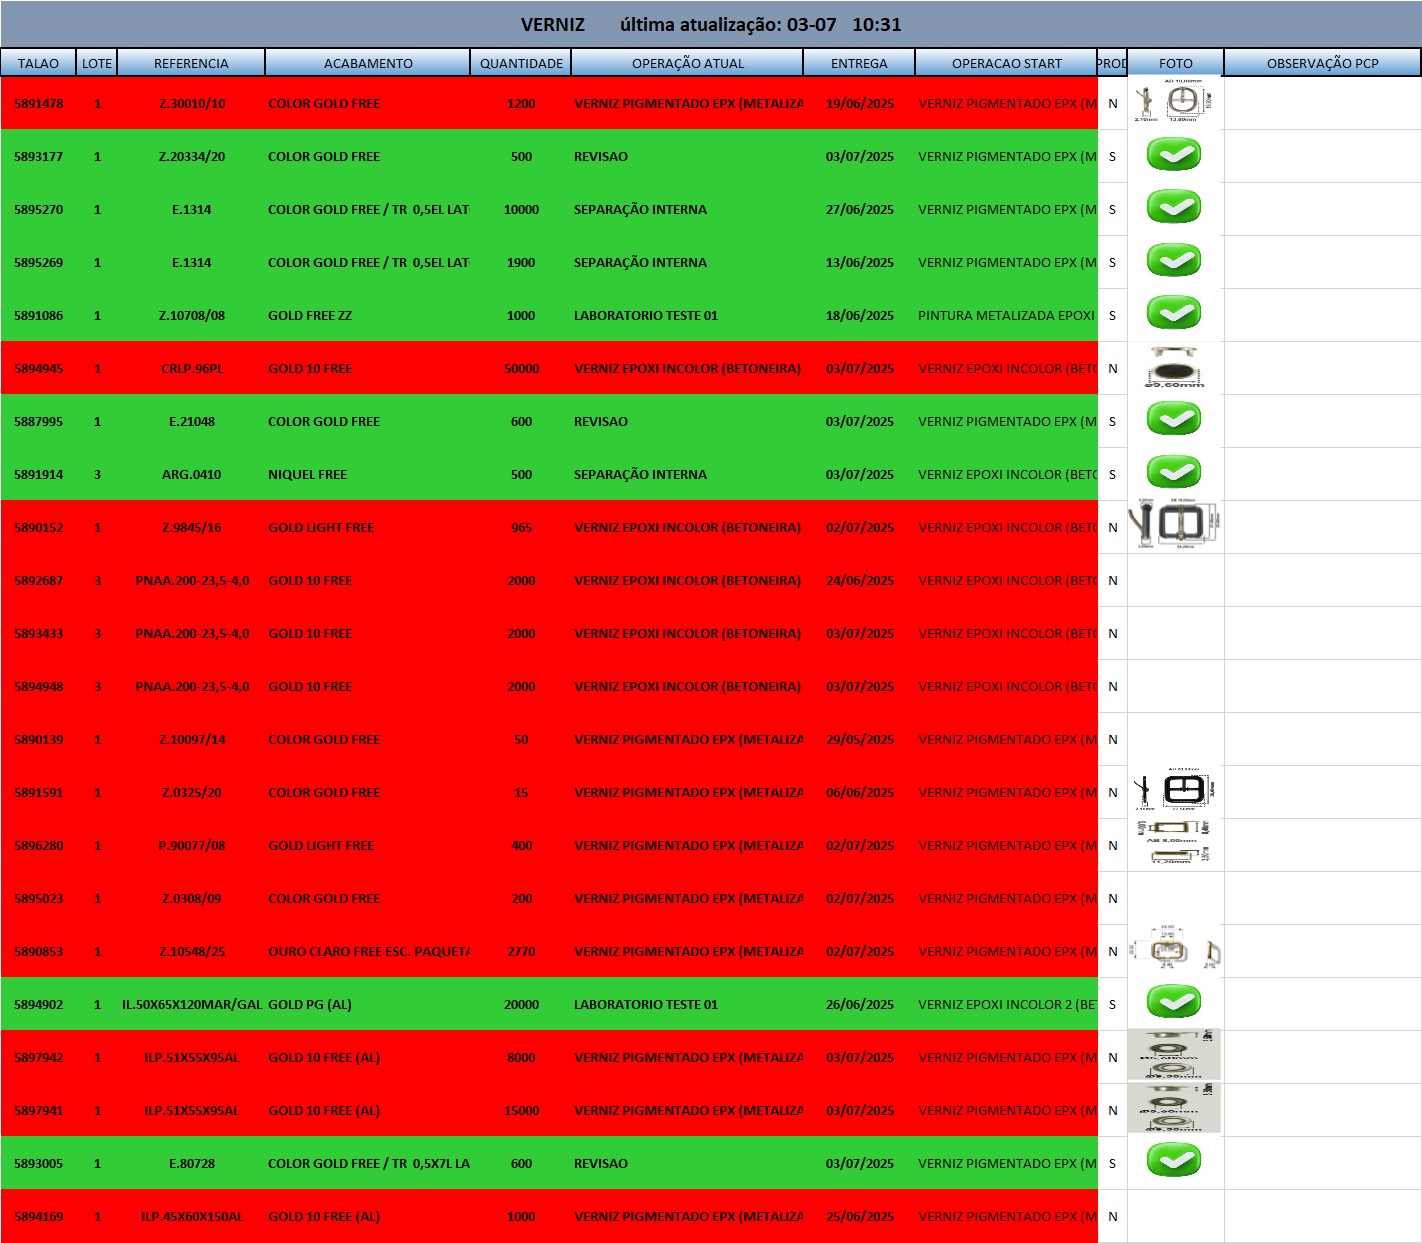 VERNIZ última atualização: 03-07 10:31
TALAO LOTE REFERENCIA ACABAMENTO QUANTIDADE OPERAÇÃO ATUAL ENTREGA OPERACAO START PROD FOTO OBSERVAÇÃO PCP
5891478 1 Z.30010/10 COLOR GOLD FREE 1200 VERNIZ PIGMENTADO EPX (METALIZA 19/06/2025 VERNIZ PIGMENTADO EPX (M N
5893177 1 Z.20334/20 COLOR GOLD FREE 500 REVISAO 03/07/2025 VERNIZ PIGMENTADO EPX (M S
5895270 1 E.1314 COLOR GOLD FREE / TR 0,5EL LAT 10000 SEPARAÇÃO INTERNA 27/06/2025 VERNIZ PIGMENTADO EPX (M S
5895269 1 E.1314 COLOR GOLD FREE / TR 0,5EL LAT 1900 SEPARAÇÃO INTERNA 13/06/2025 VERNIZ PIGMENTADO EPX (M S
5891086 1 Z.10708/08 GOLD FREE ZZ 1000 LABORATORIO TESTE 01 18/06/2025 PINTURA METALIZADA EPOXI S
5894945 1 CRLP.96PL GOLD 10 FREE 50000 VERNIZ EPOXI INCOLOR (BETONEIRA) 03/07/2025 VERNIZ EPOXI INCOLOR (BETO N
5887995 1 E.21048 COLOR GOLD FREE 600 REVISAO 03/07/2025 VERNIZ PIGMENTADO EPX (M S
5891914 3 ARG.0410 NIQUEL FREE 500 SEPARAÇÃO INTERNA 03/07/2025 VERNIZ EPOXI INCOLOR (BETO S
5890152 1 Z.9845/16 GOLD LIGHT FREE 965 VERNIZ EPOXI INCOLOR (BETONEIRA) 02/07/2025 VERNIZ EPOXI INCOLOR (BETO N
5892687 3 PNAA.200-23,5-4,0 GOLD 10 FREE 2000 VERNIZ EPOXI INCOLOR (BETONEIRA) 24/06/2025 VERNIZ EPOXI INCOLOR (BETO N
5893433 3 PNAA.200-23,5-4,0 GOLD 10 FREE 2000 VERNIZ EPOXI INCOLOR (BETONEIRA) 03/07/2025 VERNIZ EPOXI INCOLOR (BETO N
5894948 3 PNAA.200-23,5-4,0 GOLD 10 FREE 2000 VERNIZ EPOXI INCOLOR (BETONEIRA) 03/07/2025 VERNIZ EPOXI INCOLOR (BETO N
5890139 1 Z.10097/14 COLOR GOLD FREE 50 VERNIZ PIGMENTADO EPX (METALIZA 29/05/2025 VERNIZ PIGMENTADO EPX (M N
5891591 1 Z.0325/20 COLOR GOLD FREE 15 VERNIZ PIGMENTADO EPX (METALIZA 06/06/2025 VERNIZ PIGMENTADO EPX (M N
5896280 1 P.90077/08 GOLD LIGHT FREE 400 VERNIZ PIGMENTADO EPX (METALIZA 02/07/2025 VERNIZ PIGMENTADO EPX (M N
5895023 1 Z.0308/09 COLOR GOLD FREE 200 VERNIZ PIGMENTADO EPX (METALIZA 02/07/2025 VERNIZ PIGMENTADO EPX (M N
5890853 1 Z.10548/25 OURO CLARO FREE ESC. PAQUETA 2770 VERNIZ PIGMENTADO EPX (METALIZA 02/07/2025 VERNIZ PIGMENTADO EPX (M N
5894902 1 IL.50X65X120MAR/GAL GOLD PG (AL) 20000 LABORATORIO TESTE 01 26/06/2025 VERNIZ EPOXI INCOLOR 2 (BE S
5897942 1 ILP.51X55X95AL GOLD 10 FREE (AL) 8000 VERNIZ PIGMENTADO EPX (METALIZA 03/07/2025 VERNIZ PIGMENTADO EPX (M N
5897941 1 ILP.51X55X95AL GOLD 10 FREE (AL) 15000 VERNIZ PIGMENTADO EPX (METALIZA 03/07/2025 VERNIZ PIGMENTADO EPX (M N
5893005 1 E.80728 COLOR GOLD FREE / TR 0,5X7L LA 600 REVISAO 03/07/2025 VERNIZ PIGMENTADO EPX (M S
5894169 1 ILP.45X60X150AL GOLD 10 FREE (AL) 1000 VERNIZ PIGMENTADO EPX (METALIZA 25/06/2025 VERNIZ PIGMENTADO EPX (M N